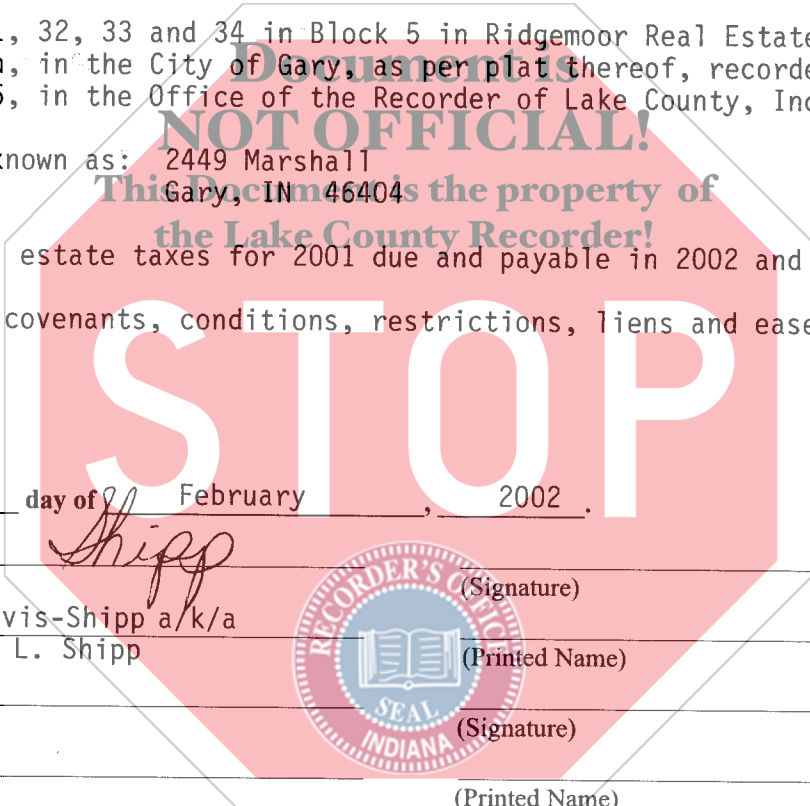 , 32, 33 and 34 in Block 5 in Ridgemoor Real Estate
, in the City of Gary, as per plat thereof, recorde
, in the Office of the Recorder of Lake County, Ind
Document is
NOT OFFICIAL!
This Document is the property of
the Lake County Recorder!
known as: 2449 Marshall
Gary, IN 46404
estate taxes for 2001 due and payable in 2002 and
covenants, conditions, restrictions, liens and ease
STOP
day of February, 2002.
Shipp
(Signature)
vis-Shipp a/k/a
L. Shipp
(Printed Name)
(Signature)
(Printed Name)
RECORDER'S OFFICE
SEAL
INDIANA